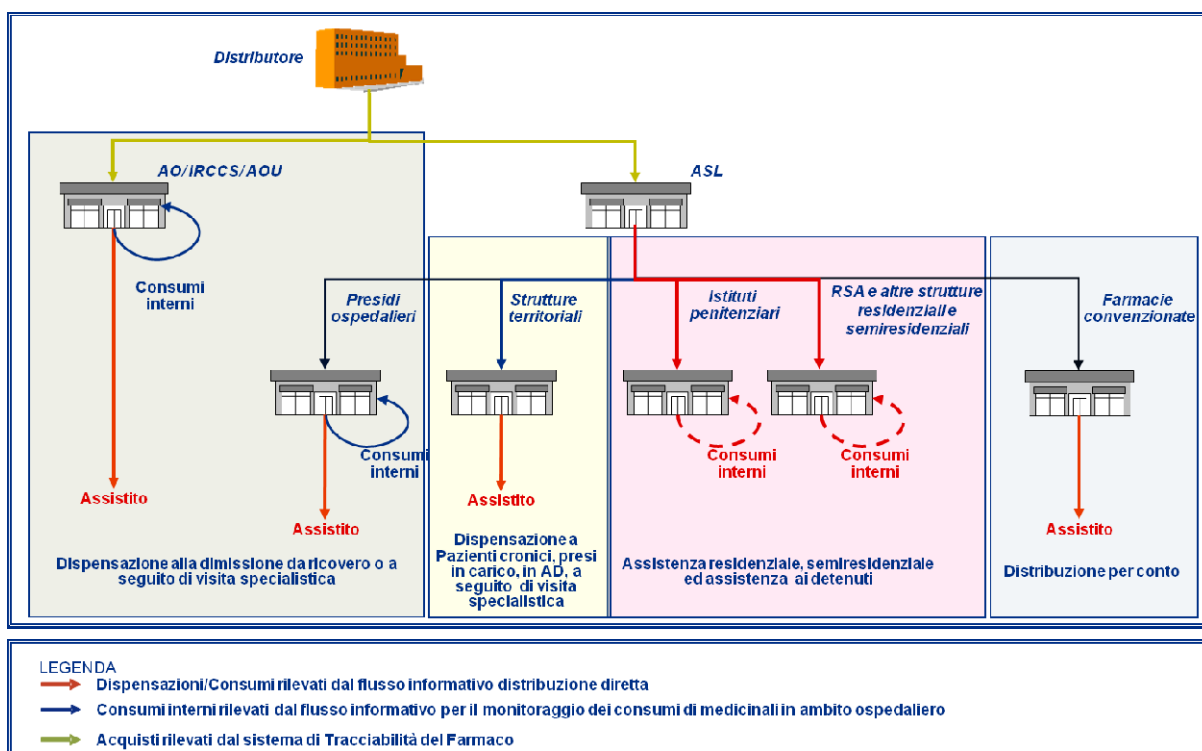 Distributore
AO/IRCCS/AOU
ASL
Consumi
interni
Presidi
ospedalieri
Strutture
territoriali
Istituti
penitenziari
RSA e altre strutture
residenziali e
semiresidenziali
Farmacie
convenzionate
Consumi
interni
Consumi
interni
Consumi
interni
Assistito
Assistito
Assistito
Assistito
Dispensazione alla dimissione da ricovero o a
seguito di visita specialistica
Dispensazione a
Pazienti cronici, presi
in carico, in AD, a
seguito di visita
specialistica
Assistenza residenziale, semiresidenziale
ed assistenza ai detenuti
Distribuzione per conto
LEGENDA
Dispensazioni/Consumi rilevati dal flusso informativo distribuzione diretta
Consumi interni rilevati dal flusso informativo per il monitoraggio dei consumi di medicinali in ambito ospedaliero
Acquisti rilevati dal sistema di Tracciabilità del Farmaco